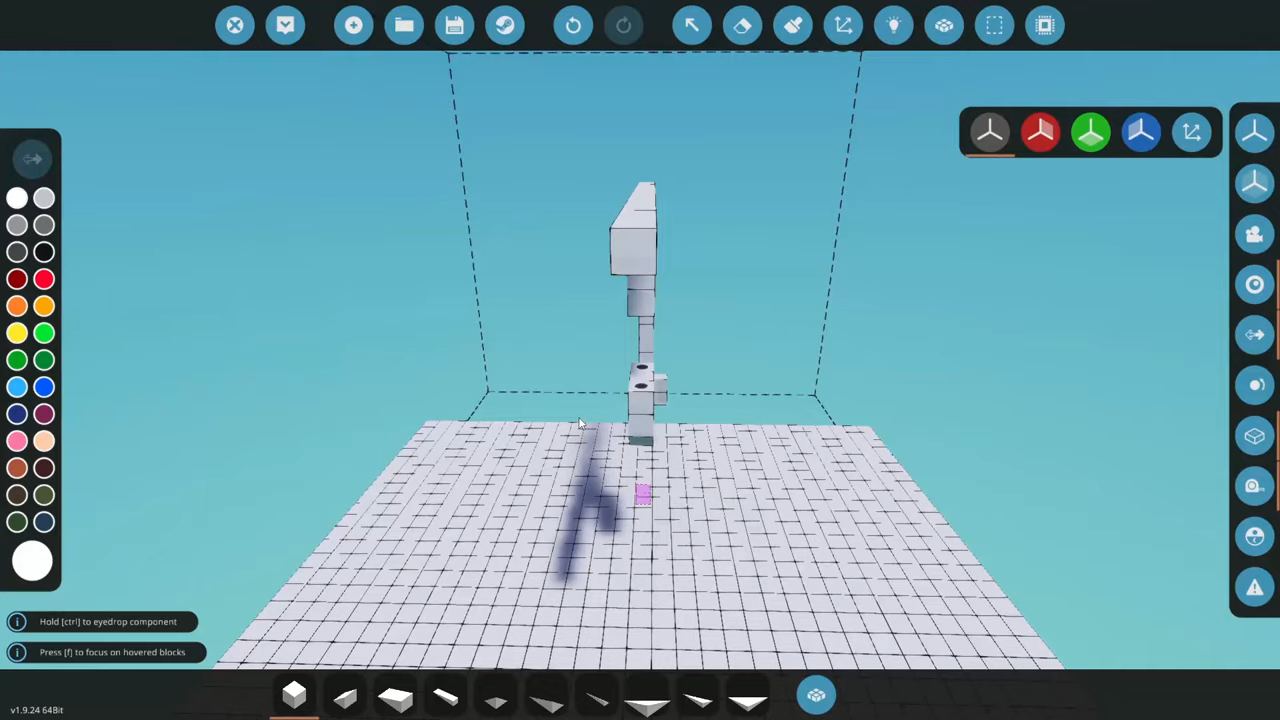 Hold [ctrl] to eyedrop component
Press [f] to focus on hovered blocks
v1.9.24 64Bit